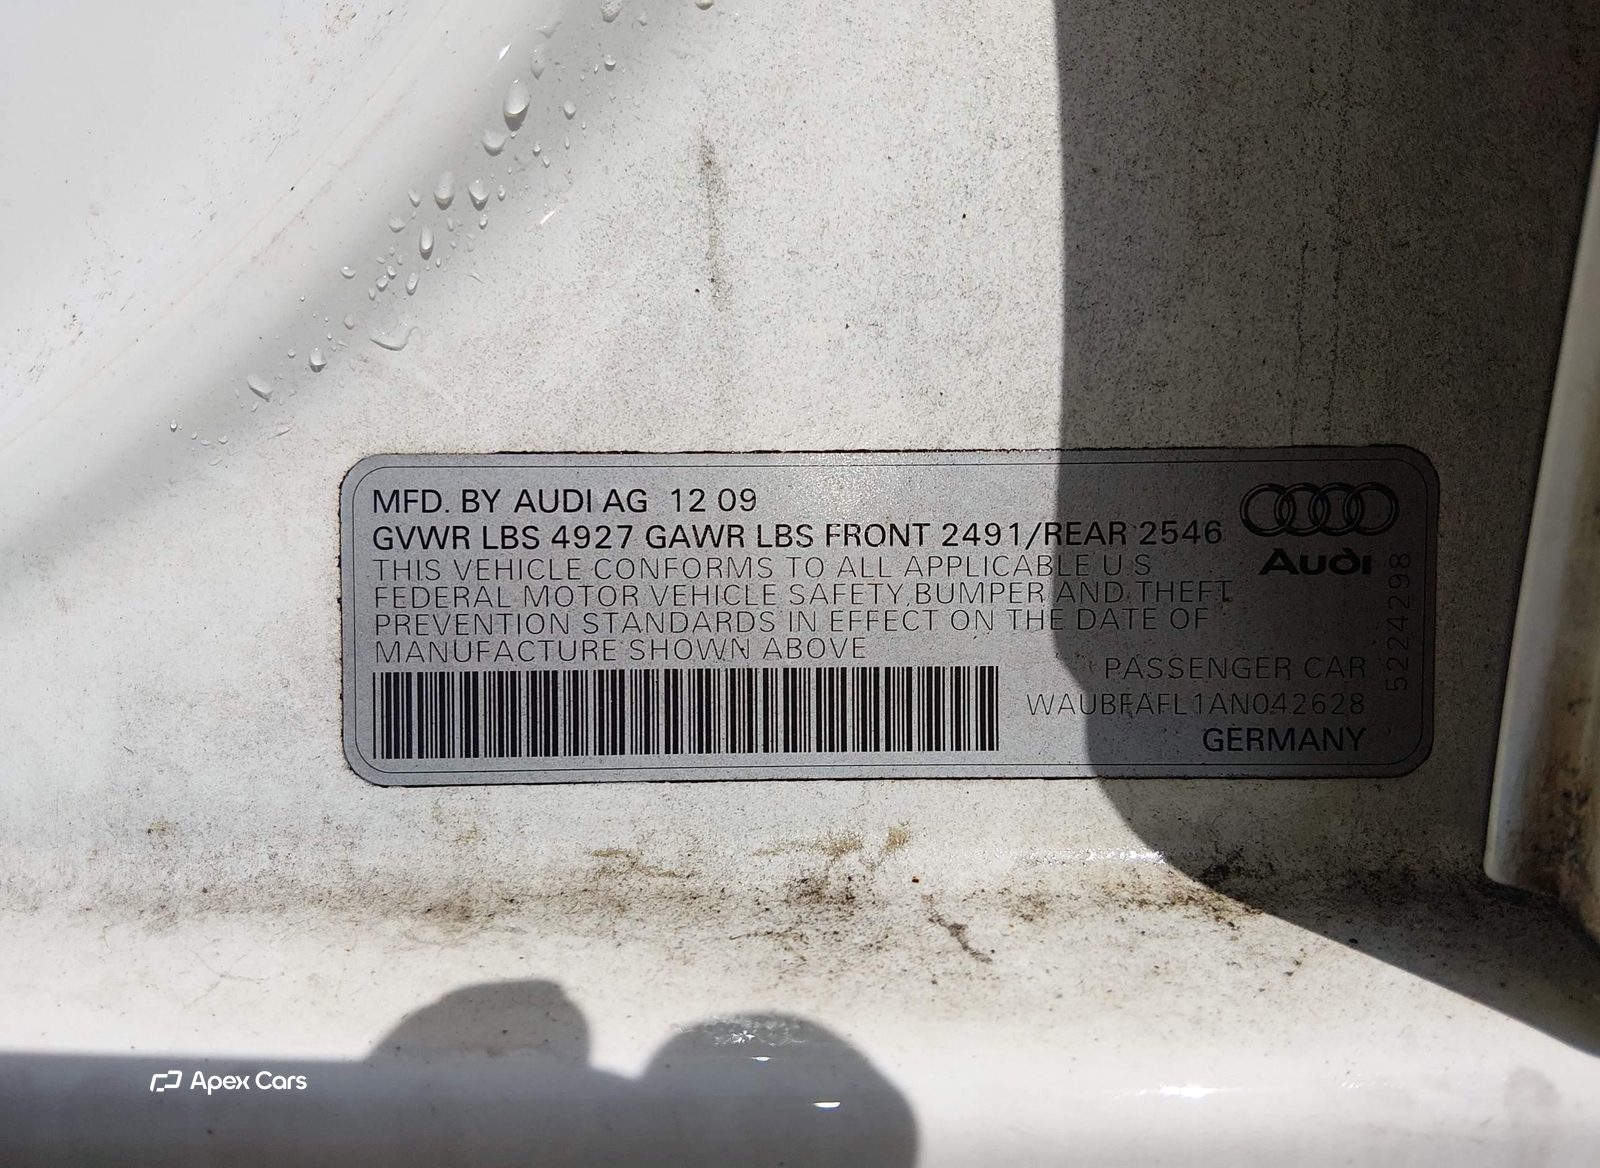 MFD. BY AUDI AG 12 09
GVWR LBS 4927 GAWR LBS FRONT 2491/REAR 2546
THIS VEHICLE CONFORMS TO ALL APPLICABLE U.S
FEDERAL MOTOR VEHICLE SAFETY, BUMPER AND THEFT
PREVENTION STANDARDS IN EFFECT ON THE DATE OF
MANUFACTURE SHOWN ABOVE
Audi
5224298
PASSENGER CAR
WAUBFAFL1AN042628
GERMANY
Apex Cars